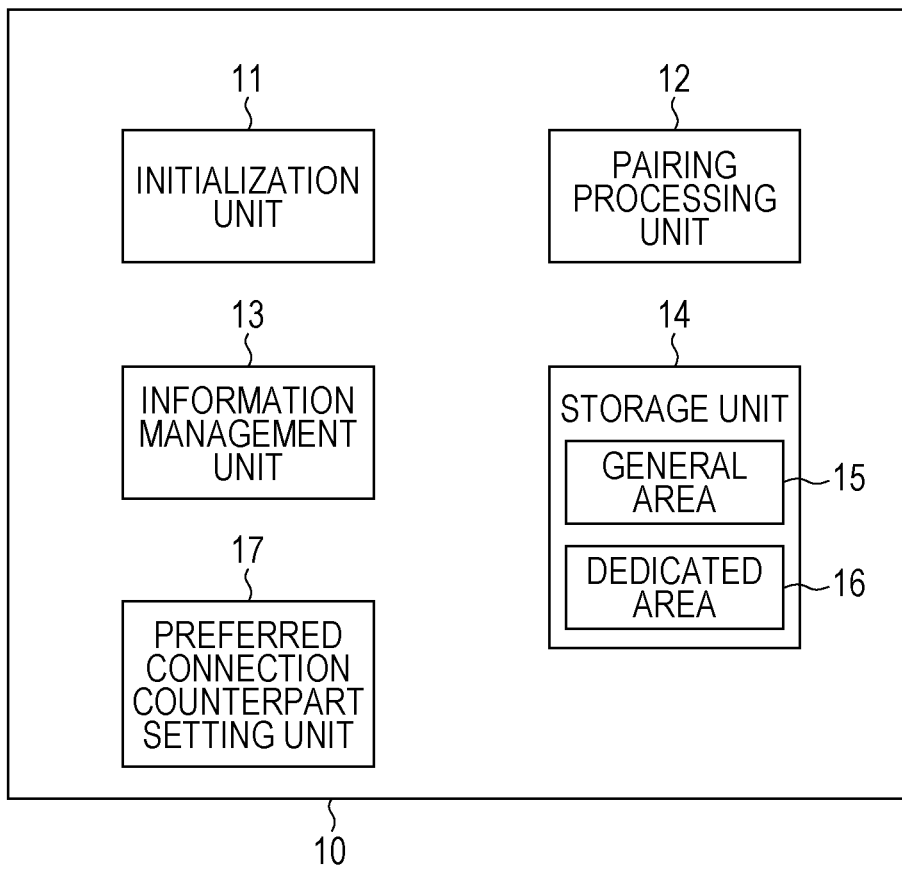 11
INITIALIZATION
UNIT
12
PAIRING
PROCESSING
UNIT
13
INFORMATION
MANAGEMENT
UNIT
14
STORAGE UNIT
GENERAL
AREA
15
DEDICATED
AREA
16
17
PREFERRED
CONNECTION
COUNTERPART
SETTING UNIT
10